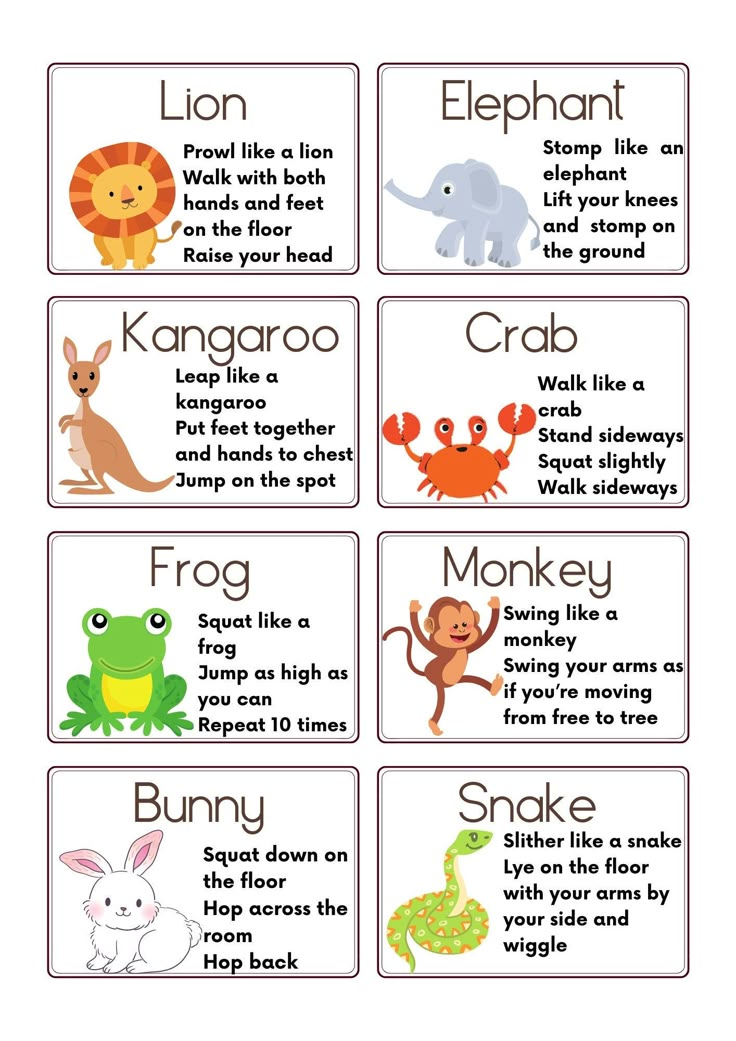 Lion
Prowl like a lion
Walk with both
hands and feet
on the floor
Raise your head
Elephant
Stomp like an
elephant
Lift your knees
and stomp on
the ground
Kangaroo
Leap like a
kangaroo
Put feet together
and hands to chest
Jump on the spot
Crab
Walk like a
crab
Stand sideways
Squat slightly
Walk sideways
Frog
Squat like a
frog
Jump as high as
you can
Repeat 10 times
Monkey
Swing like a
monkey
Swing your arms as
if you're moving
from free to tree
Bunny
Squat down on
the floor
Hop across the
room
Hop back
Snake
Slither like a snake
Lye on the floor
with your arms by
your side and
wiggle